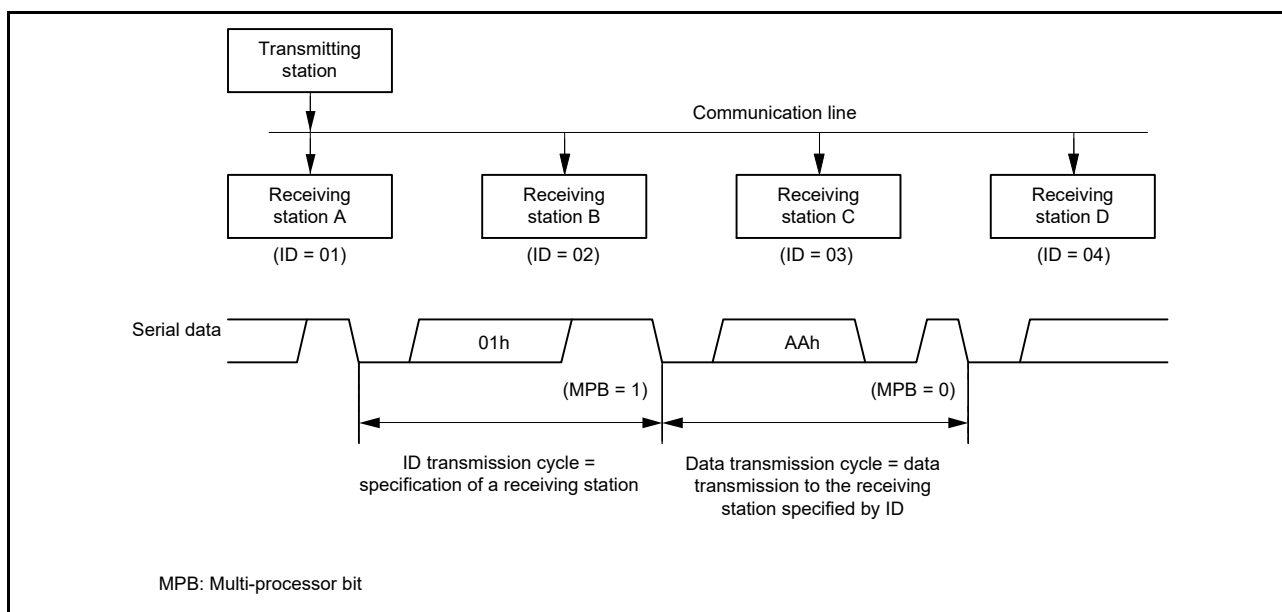 Transmitting
station
Communication line
Receiving
station A
Receiving
station B
Receiving
station C
Receiving
station D
(ID = 01)
(ID = 02)
(ID = 03)
(ID = 04)
Serial data
01h
AAh
(MPB = 1)
(MPB = 0)
ID transmission cycle =
specification of a receiving station
Data transmission cycle = data
transmission to the receiving
station specified by ID
MPB: Multi-processor bit